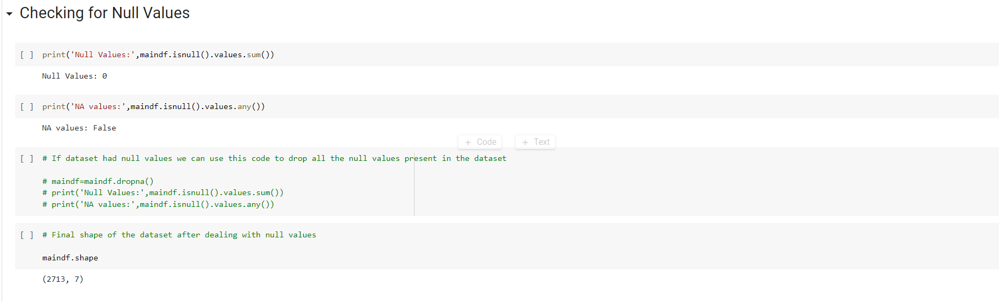 Checking for Null Values
[ ] print('Null Values:',maindf.isnull().values.sum())
Null Values: 0
[ ] print('NA values:',maindf.isnull().values.any())
NA values: False
+ Code + Text
[ ] # If dataset had null values we can use this code to drop all the null values present in the dataset
# maindf=maindf.dropna()
# print('Null Values:',maindf.isnull().values.sum())
# print('NA values:',maindf.isnull().values.any())
[ ] # Final shape of the dataset after dealing with null values
maindf.shape
(2713, 7)